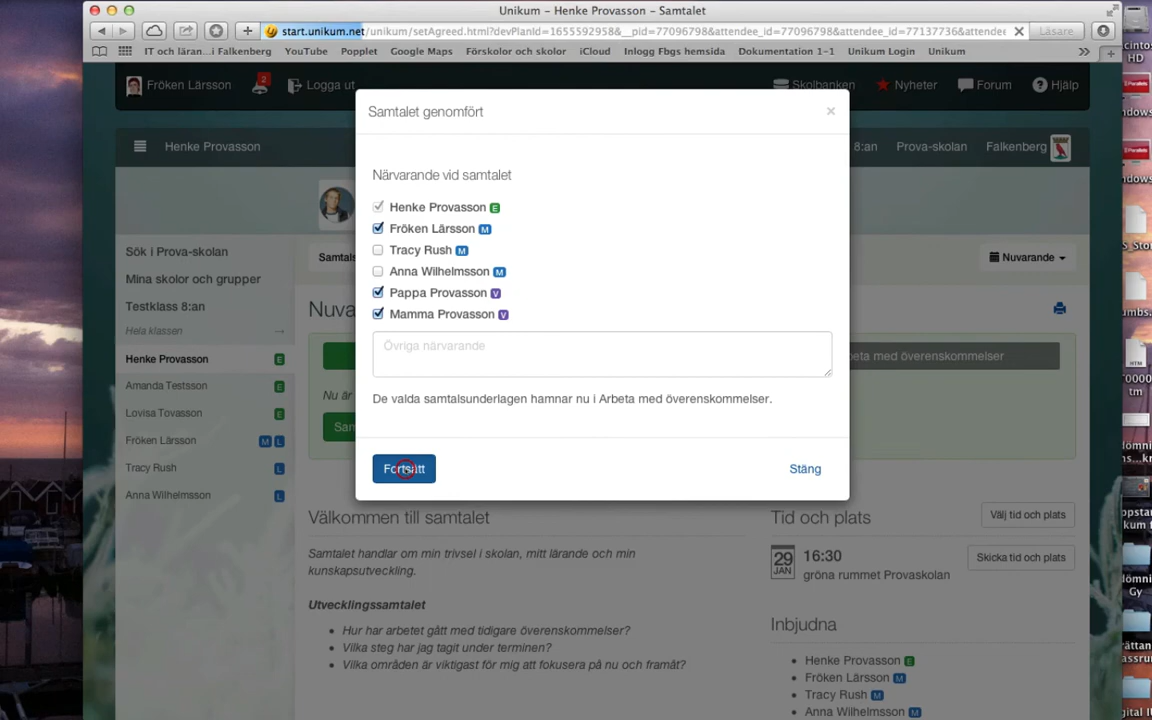 Unikum – Henke Provasson – Samtalet
start.unikum.net/unikum/setAgreed.html?devPlanId=1655592958&__pid=77096798&attendee_id=77096798&attendee_id=77137736&attende
Läsare
IT och läran...i Falkenberg YouTube Popplet Google Maps Förskolor och skolor iCloud Inlogg Fbgs hemsida Dokumentation 1–1 Unikum Login Unikum
Fröken Lärsson 2 Logga ut Skolbanken Nyheter Forum Hjälp
Henke Provasson 8:an Prova-skolan Falkenberg
Samtalet genomfört ×
Närvarande vid samtalet
Henke Provasson E
Fröken Lärsson M
Tracy Rush M
Anna Wilhelmsson M
Pappa Provasson V
Mamma Provasson V
Övriga närvarande
De valda samtalsunderlagen hamnar nu i Arbeta med överenskommelser.
Fortsätt Stäng
Sök i Prova-skolan
Mina skolor och grupper
Testklass 8:an
Hela klassen →
Henke Provasson E
Amanda Testsson E
Lovisa Tovasson E
Fröken Lärsson M L
Tracy Rush L
Anna Wilhelmsson L
Samtals
Nuvarande
Nuva
beta med överenskommelser
Nu är
Sam
Välkommen till samtalet
Samtalet handlar om min trivsel i skolan, mitt lärande och min
kunskapsutveckling.
Utvecklingssamtalet
• Hur har arbetet gått med tidigare överenskommelser?
• Vilka steg har jag tagit under terminen?
• Vilka områden är viktigast för mig att fokusera på nu och framåt?
Tid och plats Välj tid och plats
29 JAN 16:30 Skicka tid och plats
gröna rummet Provaskolan
Inbjudna
• Henke Provasson E
• Fröken Lärsson M
• Tracy Rush M
• Anna Wilhelmsson M